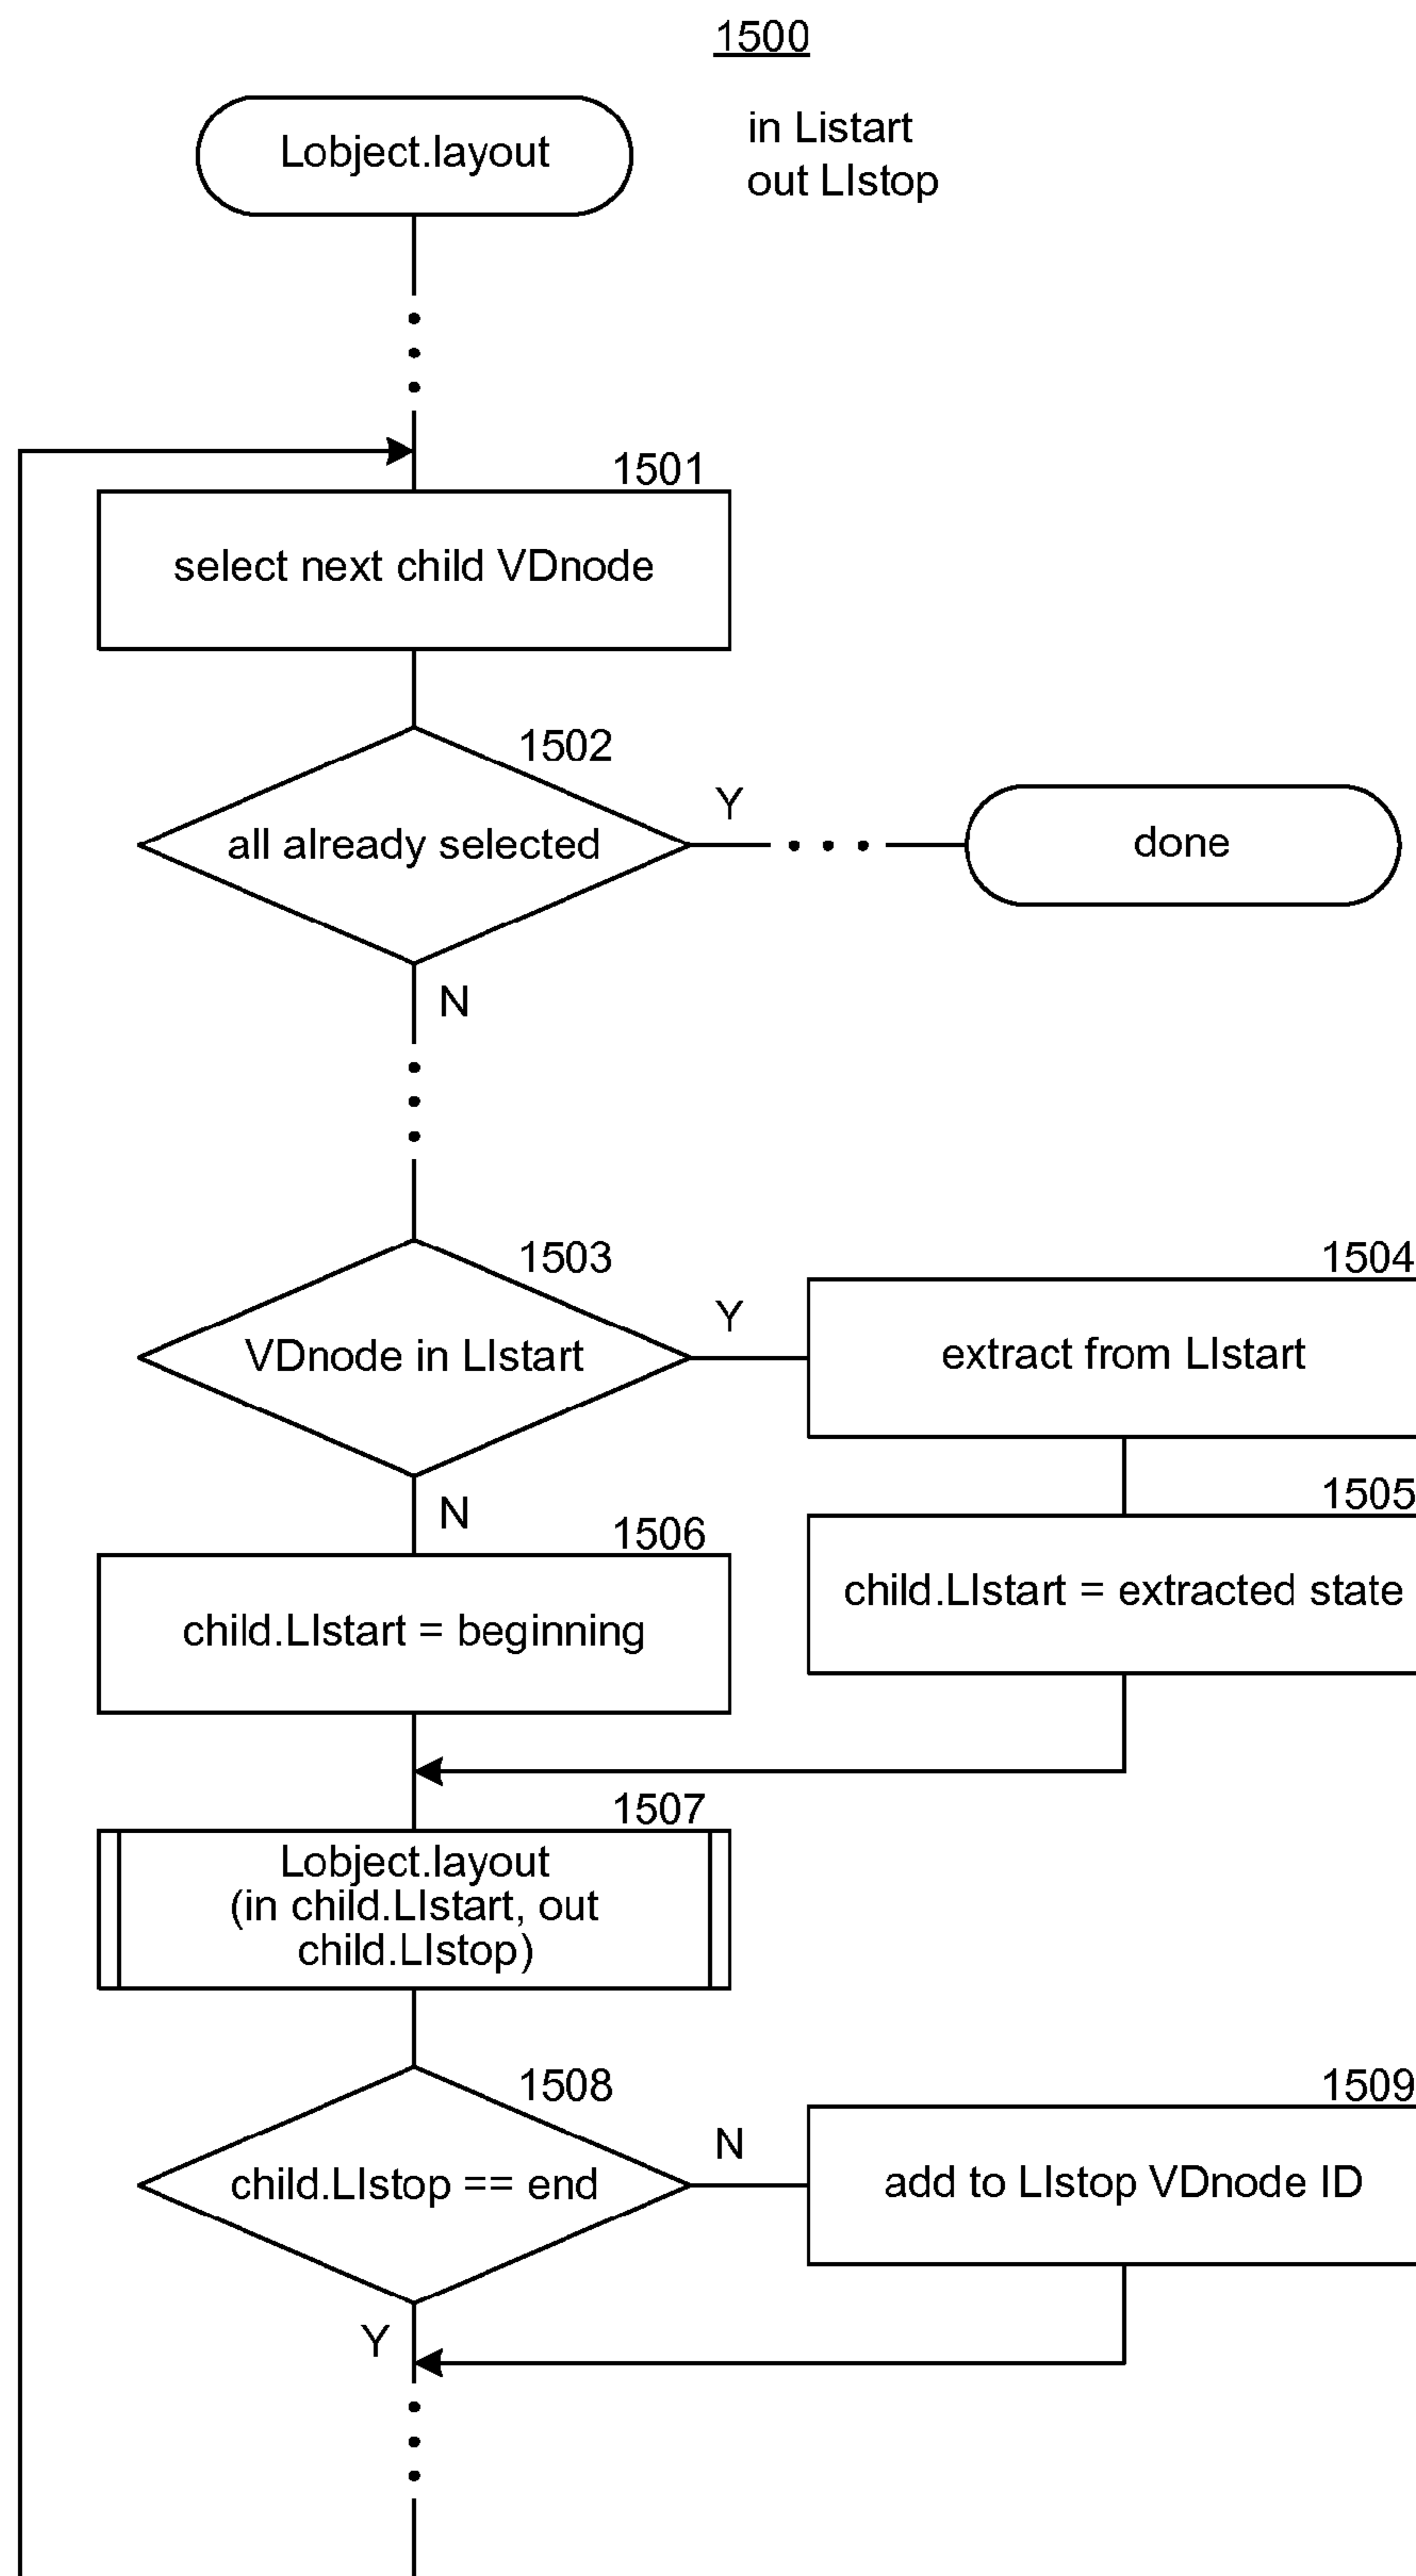 1500
Lobject.layout
in Listart
out LIstop
1501
select next child VDnode
1502
all already selected
Y
done
N
1503
VDnode in LIstart
Y
1504
extract from LIstart
N
1505
child.LIstart = extracted state
1506
child.LIstart = beginning
1507
Lobject.layout
(in child.LIstart, out
child.LIstop)
1508
child.LIstop == end
N
1509
add to LIstop VDnode ID
Y